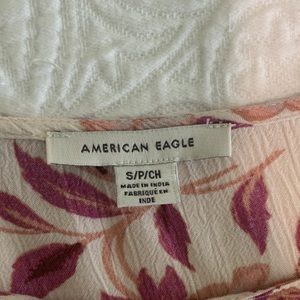 AMERICAN EAGLE
S/P/CH
MADE IN INDIA
FABRIQUÉ EN
INDE